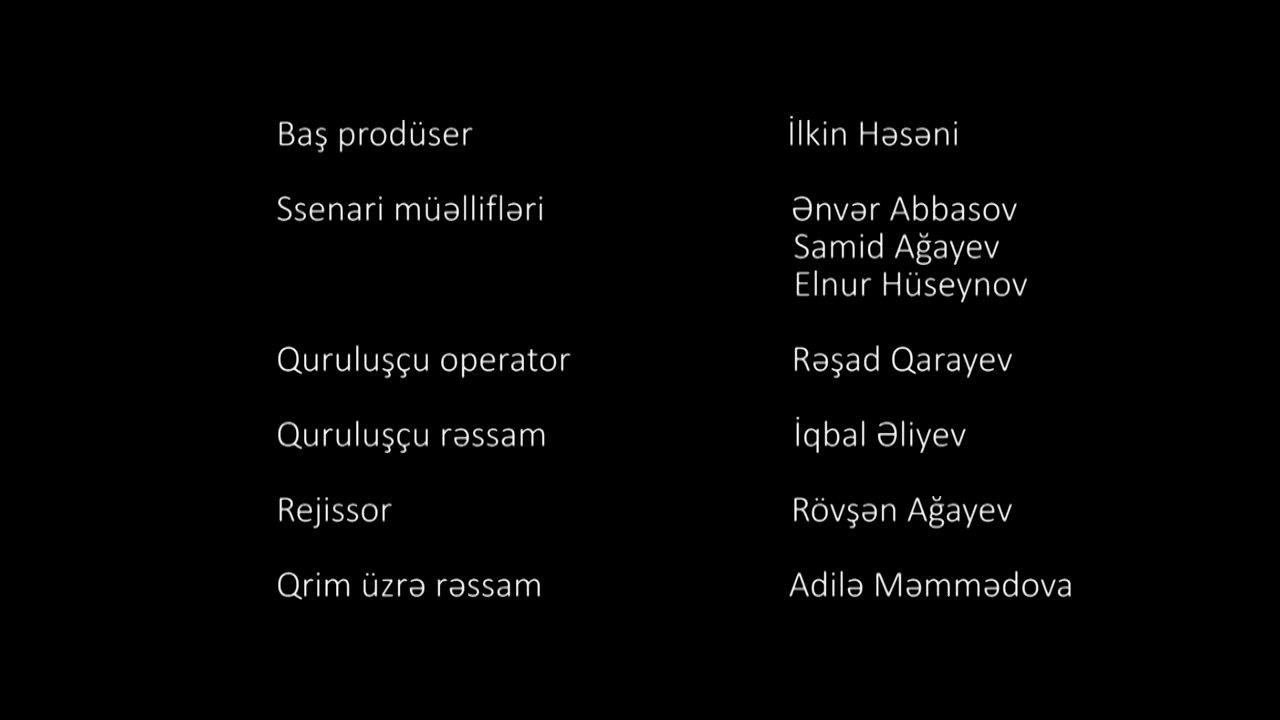 Baş prodüser İlkin Həsəni
Ssenari müəllifləri Ənvər Abbasov
Samid Ağayev
Elnur Hüseynov
Quruluşçu operator Rəşad Qarayev
Quruluşçu rəssam İqbal Əliyev
Rejissor Rövşən Ağayev
Qrim üzrə rəssam Adilə Məmmədova